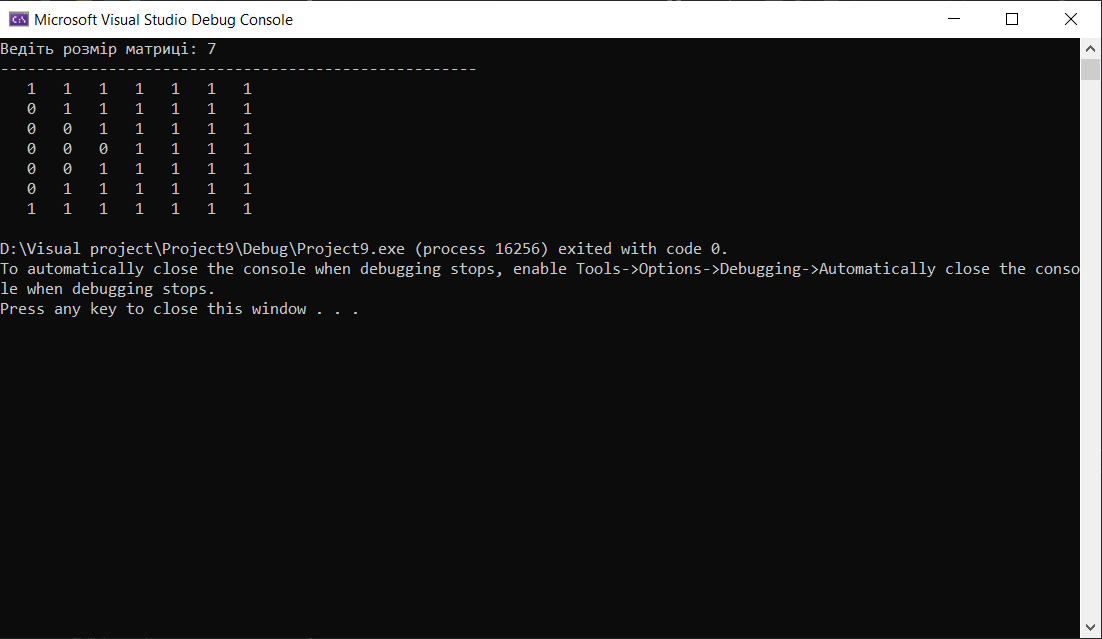 Microsoft Visual Studio Debug Console
Ведіть розмір матриці: 7
-----------------------------------------------------
1 1 1 1 1 1 1
0 1 1 1 1 1 1
0 0 1 1 1 1 1
0 0 0 1 1 1 1
0 0 1 1 1 1 1
0 1 1 1 1 1 1
1 1 1 1 1 1 1
D:\Visual project\Project9\Debug\Project9.exe (process 16256) exited with code 0.
To automatically close the console when debugging stops, enable Tools->Options->Debugging->Automatically close the conso
le when debugging stops.
Press any key to close this window . . .